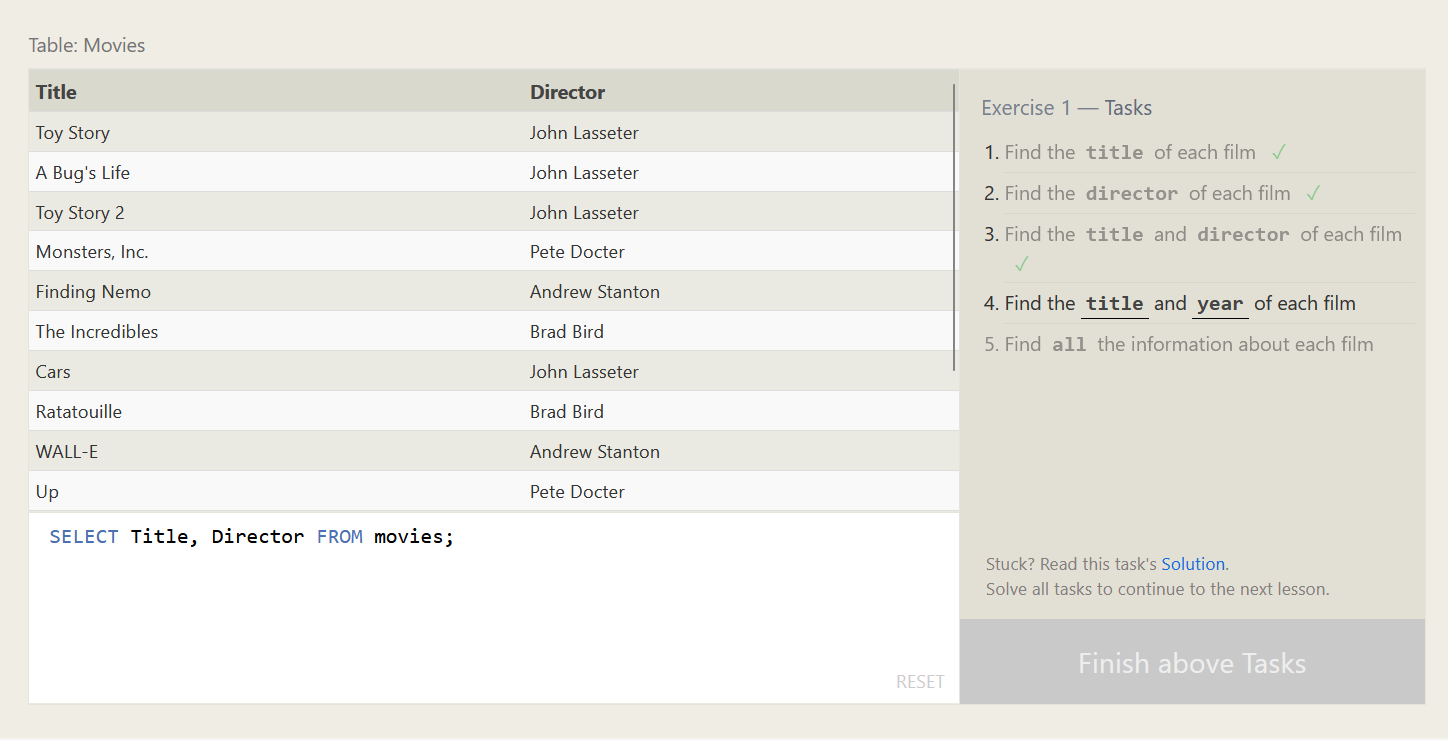 Table: Movies
Title Director
Toy Story John Lasseter
A Bug's Life John Lasseter
Toy Story 2 John Lasseter
Monsters, Inc. Pete Docter
Finding Nemo Andrew Stanton
The Incredibles Brad Bird
Cars John Lasseter
Ratatouille Brad Bird
WALL-E Andrew Stanton
Up Pete Docter
SELECT Title, Director FROM movies;
RESET
Exercise 1 — Tasks
1. Find the title of each film ✓
2. Find the director of each film ✓
3. Find the title and director of each film
✓
4. Find the title and year of each film
5. Find all the information about each film
Stuck? Read this task's Solution.
Solve all tasks to continue to the next lesson.
Finish above Tasks